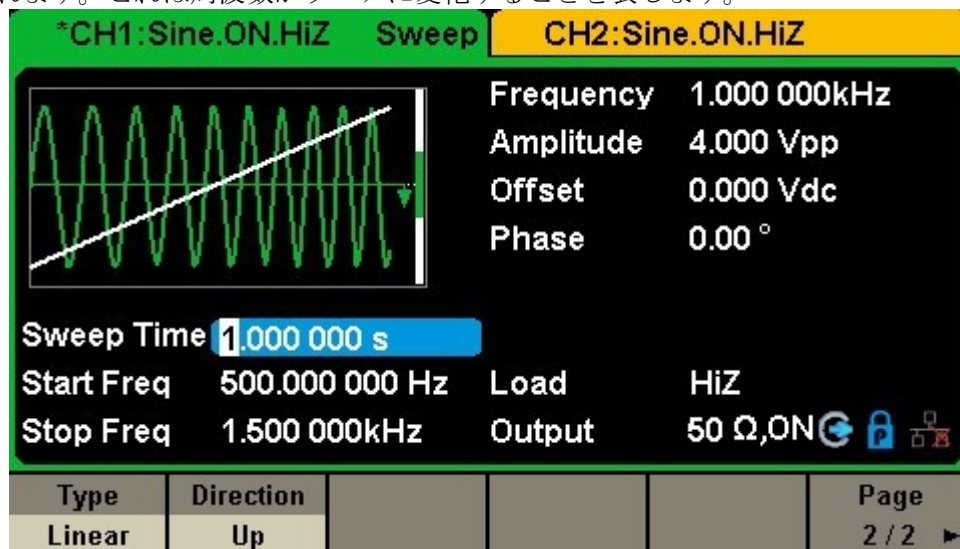 *CH1:Sine.ON.HiZ Sweep CH2:Sine.ON.HiZ
Frequency 1.000 000kHz
Amplitude 4.000 Vpp
Offset 0.000 Vdc
Phase 0.00 °
Sweep Time 1.000 000 s
Start Freq 500.000 000 Hz Load HiZ
Stop Freq 1.500 000kHz Output 50 Ω,ON
Type Direction Page
Linear Up 2 / 2